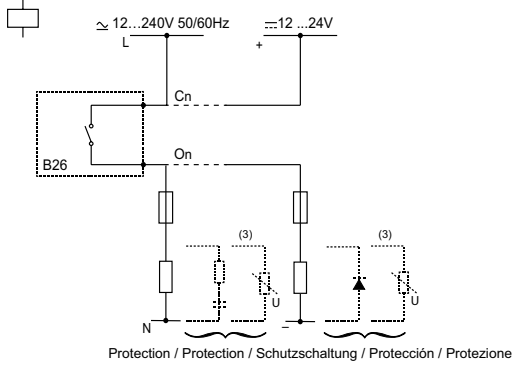 ≂ 12...240V 50/60Hz
⎓12 ...24V
L
+
Cn
On
B26
(3)
(3)
U
U
N
–
Protection / Protection / Schutzschaltung / Protección / Protezione